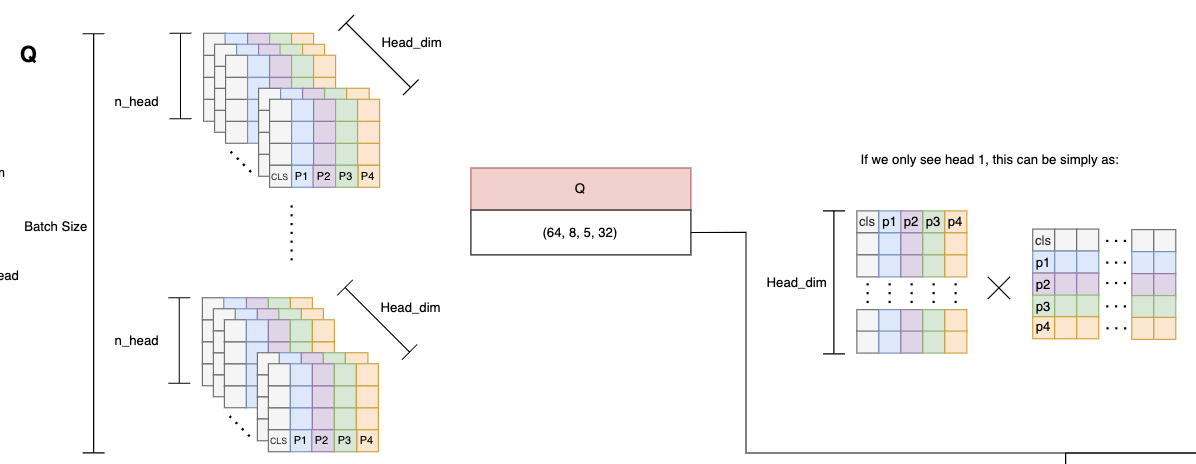 Q
Head_dim
n_head
CLS P1 P2 P3 P4
m
Batch Size
ead
Head_dim
n_head
CLS P1 P2 P3 P4
Q
(64, 8, 5, 32)
If we only see head 1, this can be simply as:
cls p1 p2 p3 p4
Head_dim
cls
p1
p2
p3
p4